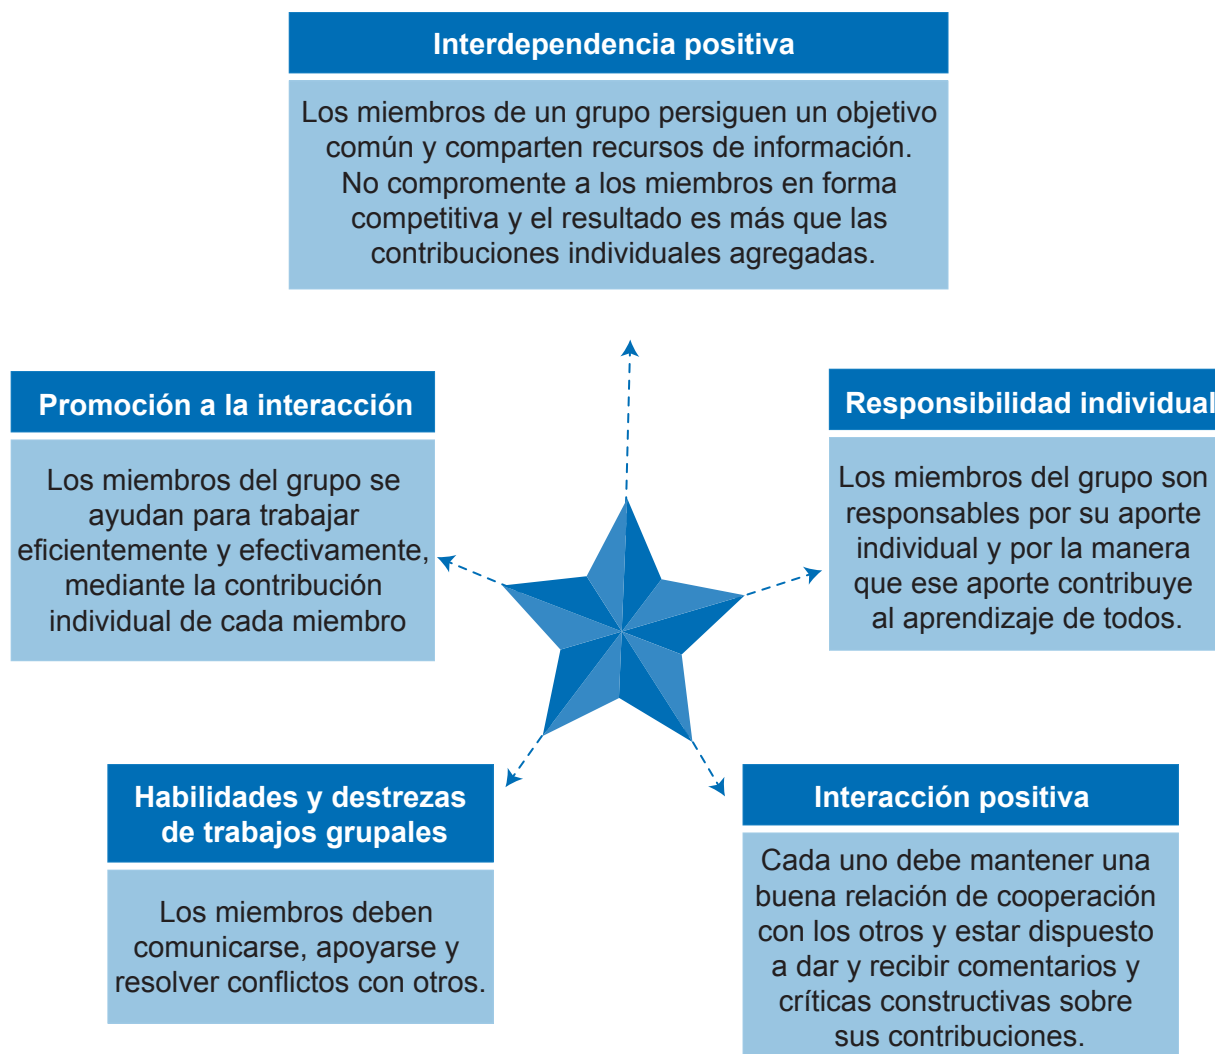 Interdependencia positiva
Los miembros de un grupo persiguen un objetivo
común y comparten recursos de información.
No compromente a los miembros en forma
competitiva y el resultado es más que las
contribuciones individuales agregadas.
Promoción a la interacción
Los miembros del grupo se
ayudan para trabajar
eficientemente y efectivamente,
mediante la contribución
individual de cada miembro
Responsibilidad individual
Los miembros del grupo son
responsables por su aporte
individual y por la manera
que ese aporte contribuye
al aprendizaje de todos.
Habilidades y destrezas
de trabajos grupales
Los miembros deben
comunicarse, apoyarse y
resolver conflictos con otros.
Interacción positiva
Cada uno debe mantener una
buena relación de cooperación
con los otros y estar dispuesto
a dar y recibir comentarios y
críticas constructivas sobre
sus contribuciones.